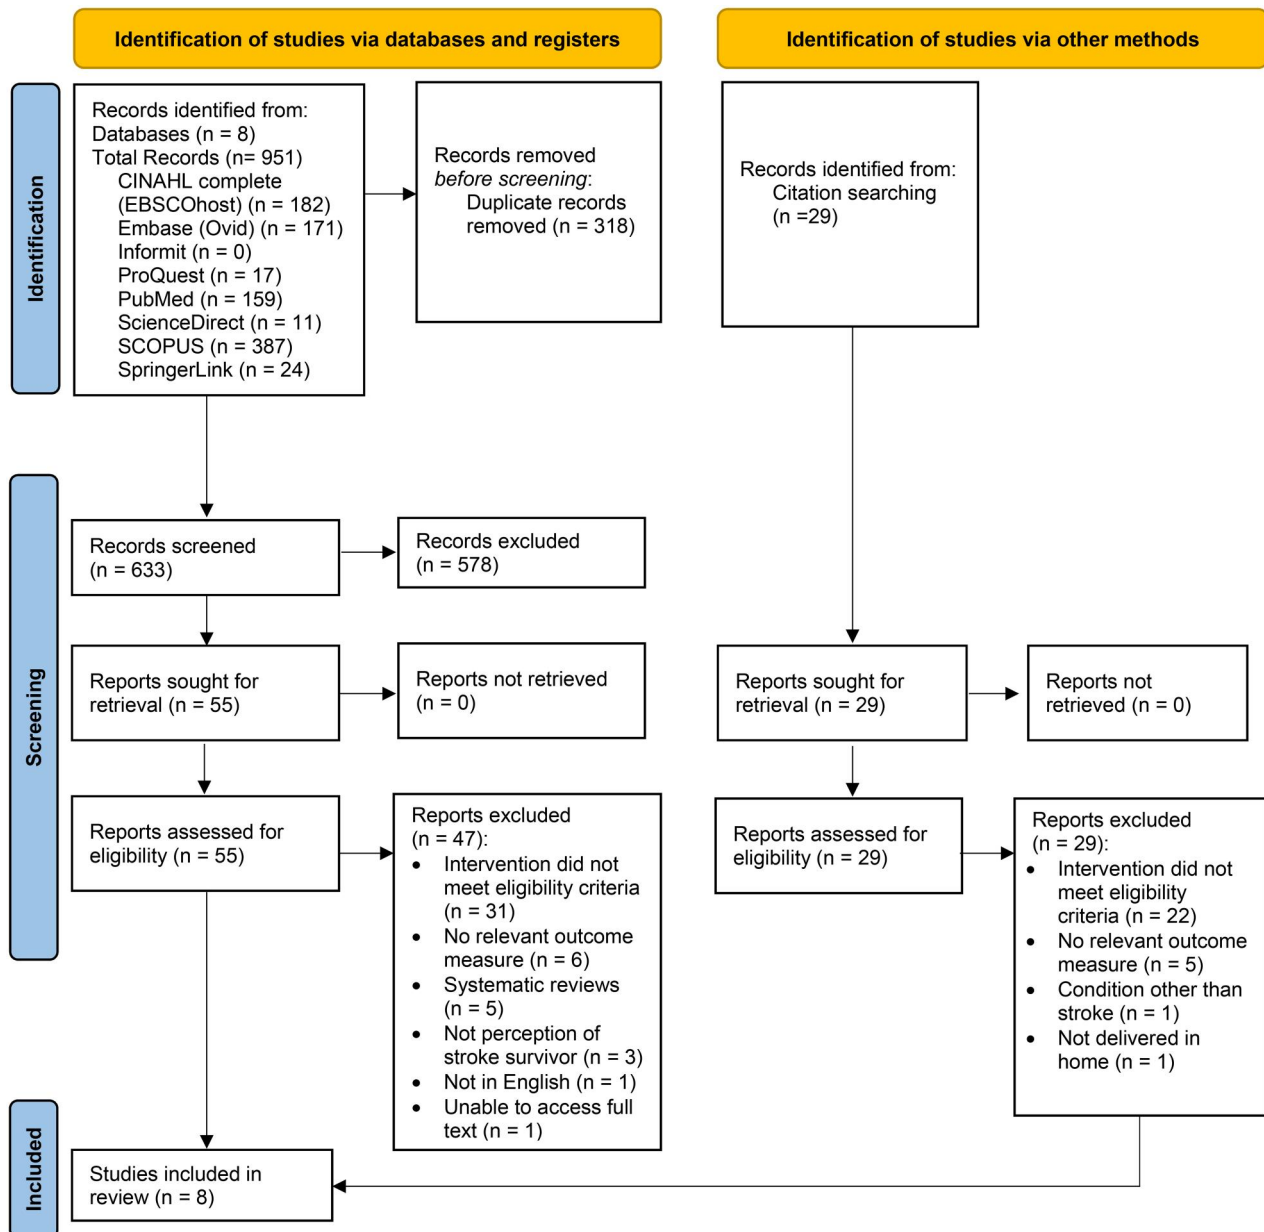 Identification of studies via databases and registers
Identification of studies via other methods
Identification
Records identified from:
Databases (n = 8)
Total Records (n= 951)
CINAHL complete
(EBSCOhost) (n = 182)
Embase (Ovid) (n = 171)
Informit (n = 0)
ProQuest (n = 17)
PubMed (n = 159)
ScienceDirect (n = 11)
SCOPUS (n = 387)
SpringerLink (n = 24)
Records removed
before screening:
Duplicate records
removed (n = 318)
Records identified from:
Citation searching
(n =29)
Screening
Records screened
(n = 633)
Records excluded
(n = 578)
Reports sought for
retrieval (n = 55)
Reports not retrieved
(n = 0)
Reports sought for
retrieval (n = 29)
Reports not
retrieved (n = 0)
Reports assessed for
eligibility (n = 55)
Reports excluded
(n = 47):
• Intervention did not
meet eligibility criteria
(n = 31)
• No relevant outcome
measure (n = 6)
• Systematic reviews
(n = 5)
• Not perception of
stroke survivor (n = 3)
• Not in English (n = 1)
• Unable to access full
text (n = 1)
Reports assessed for
eligibility (n = 29)
Reports excluded
(n = 29):
• Intervention did not
meet eligibility
criteria (n = 22)
• No relevant outcome
measure (n = 5)
• Condition other than
stroke (n = 1)
• Not delivered in
home (n = 1)
Included
Studies included in
review (n = 8)